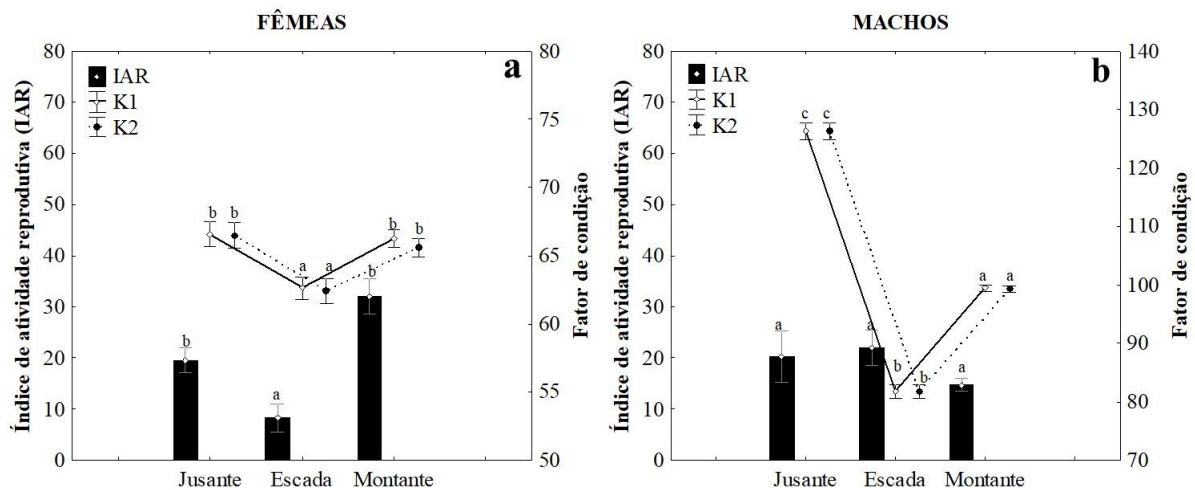 FÊMEAS
a
IAR
K1
K2
Índice de atividade reprodutiva (IAR)
80
70
60
50
40
30
20
10
0
80
75
70
65
60
55
50
Fator de condição
b b
a a
b b
b
a
b
Jusante Escada Montante
MACHOS
b
IAR
K1
K2
Índice de atividade reprodutiva (IAR)
80
70
60
50
40
30
20
10
0
140
130
120
110
100
90
80
70
Fator de condição
c c
a a
a a
b b
a
Jusante Escada Montante